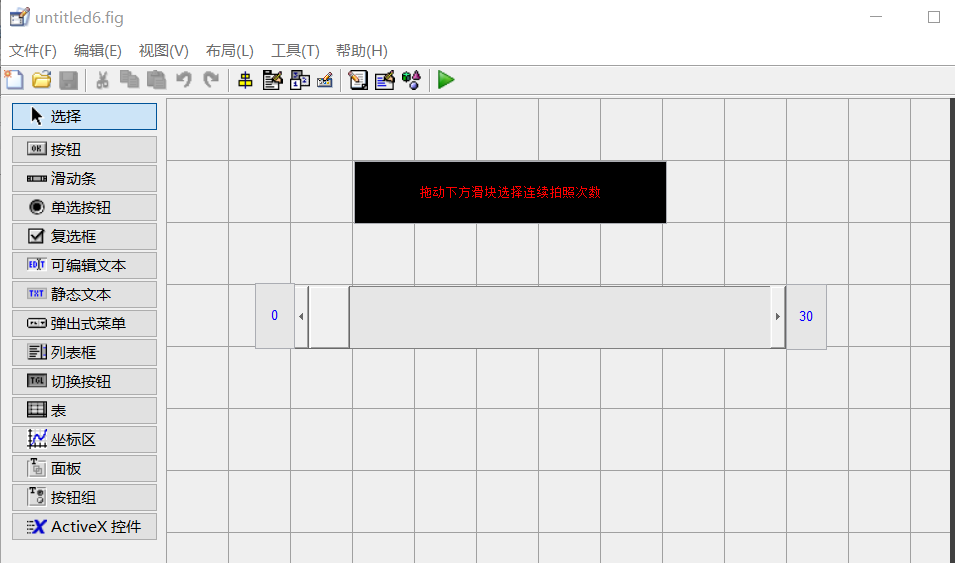 untitled6.fig
文件(F) 编辑(E) 视图(V) 布局(L) 工具(T) 帮助(H)
选择
OK 按钮
滑动条
单选按钮
复选框
EDIT 可编辑文本
TXT 静态文本
弹出式菜单
列表框
TGL 切换按钮
表
坐标区
T 面板
T 按钮组
X ActiveX 控件
拖动下方滑块选择连续拍照次数
0
30